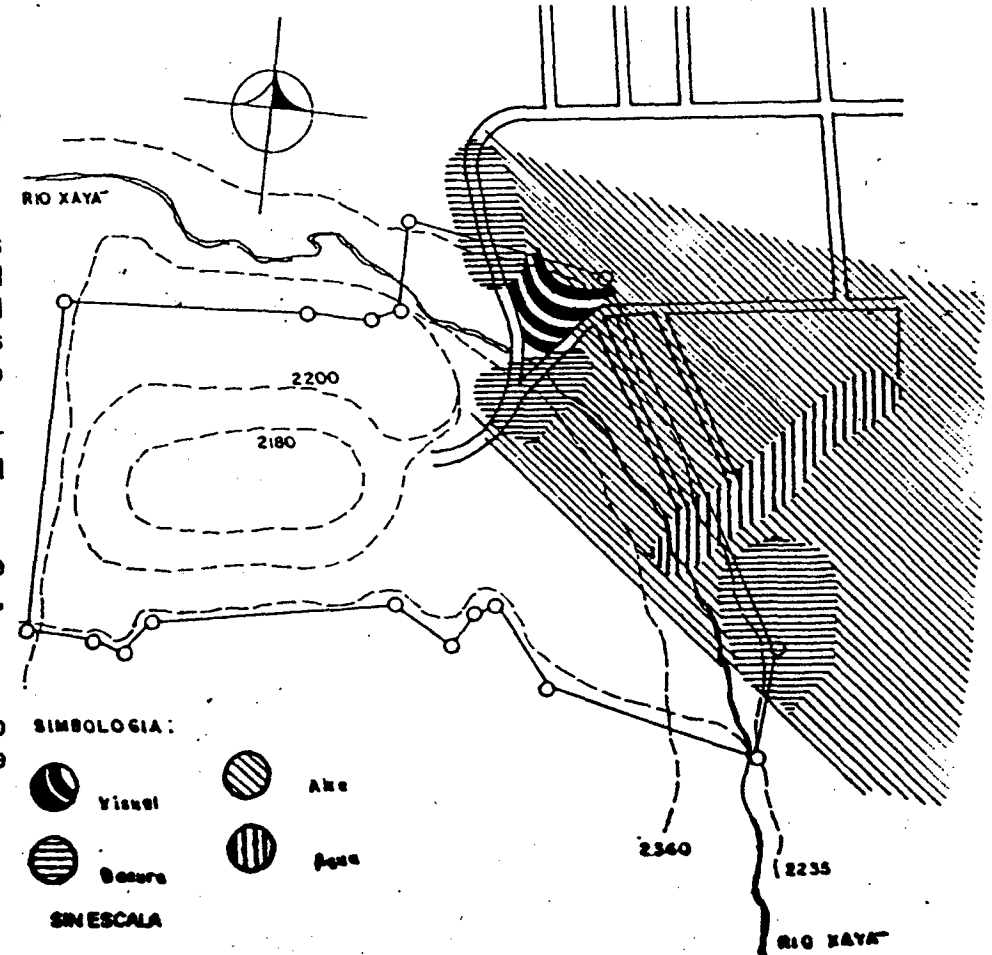 RIO XAYA
2200
2180
2360
2235
RIO XAYA
SIMBOLOGIA:
Visual
Aire
Basura
Agua
SIN ESCALA